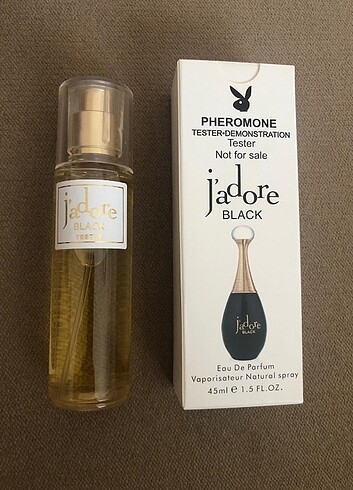 j'adore
BLACK
TESTER
PHEROMONE
TESTER•DEMONSTRATION
Tester
Not for sale
j'adore
BLACK
j'adore
BLACK
Eau De Parfum
Vaporisateur Natural spray
45ml ℮ 1.5 FL.OZ.